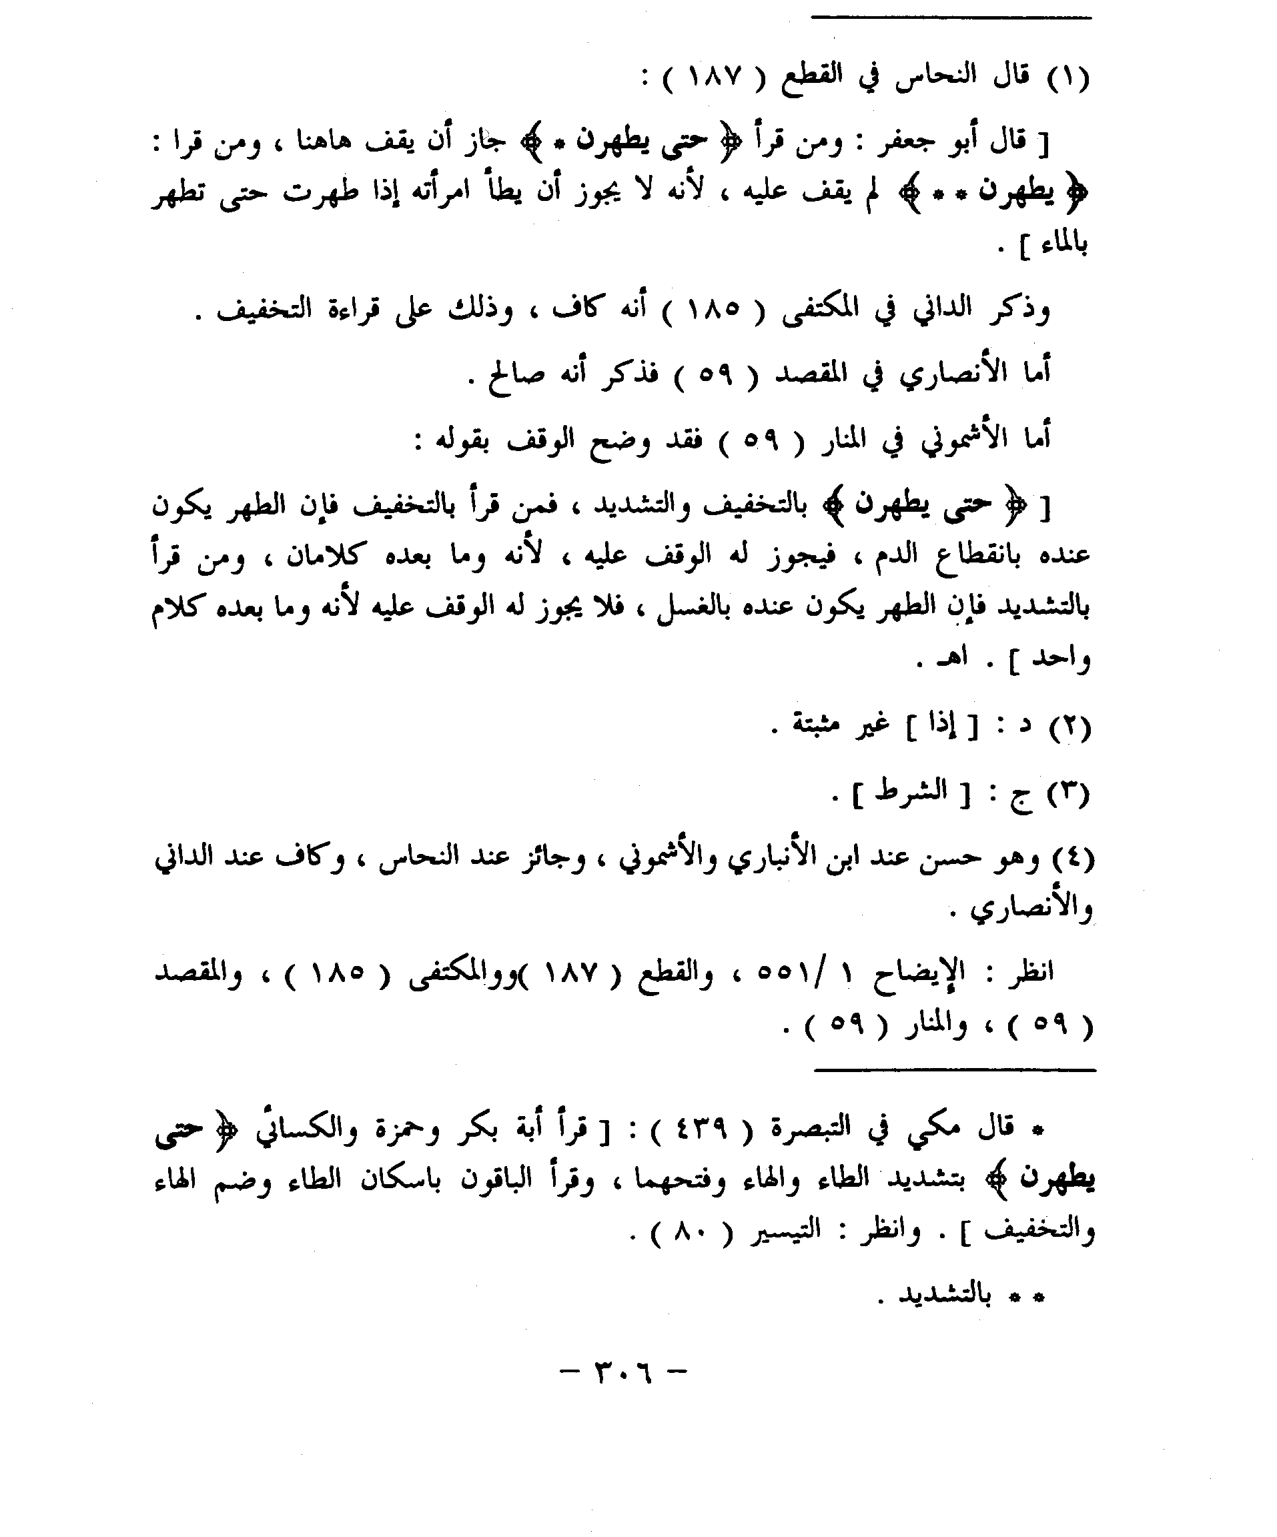 (١) قال النحاس في القطع ( ١٨٧ ) :
[ قال أبو جعفر : ومن قرأ ﴿ حتى يطهرن * ﴾ جاز أن يقف هاهنا ، ومن قرا :
﴿ يطهرن * * ﴾ لم يقف عليه ، لأنه لا يجوز أن يطأ امرأته إذا طهرت حتى تطهر
بالماء ] .
وذكر الداني في المكتفى ( ١٨٥ ) أنه كاف ، وذلك على قراءة التخفيف .
أما الأنصاري في المقصد ( ٥٩ ) فذكر أنه صالح .
أما الأشموني في المنار ( ٥٩ ) فقد وضح الوقف بقوله :
[ ﴿ حتى يطهرن ﴾ بالتخفيف والتشديد ، فمن قرأ بالتخفيف فإن الطهر يكون
عنده بانقطاع الدم ، فيجوز له الوقف عليه ، لأنه وما بعده كلامان ، ومن قرأ
بالتشديد فإن الطهر يكون عنده بالغسل ، فلا يجوز له الوقف عليه لأنه وما بعده كلام
واحد ] . اهـ .
(٢) د : [ إذا ] غير مثبتة .
(٣) ج : [ الشرط ] .
(٤) وهو حسن عند ابن الأنباري والأشموني ، وجائز عند النحاس ، وكاف عند الداني
والأنصاري .
انظر : الإيضاح ١ /٥٥١ ، والقطع ( ١٨٧ )ووالمكتفى ( ١٨٥ ) ، والمقصد
( ٥٩ ) ، والمنار ( ٥٩ ) .
* قال مكي في التبصرة ( ٤٣٩ ) : [ قرأ أبة بكر وحمزة والكسائي ﴿ حتى
يطهرن ﴾ بتشديد الطاء والهاء وفتحهما ، وقرأ الباقون باسكان الطاء وضم الهاء
والتخفيف ] . وانظر : التيسير ( ٨٠ ) .
* * بالتشديد .
- ٣٠٦ -